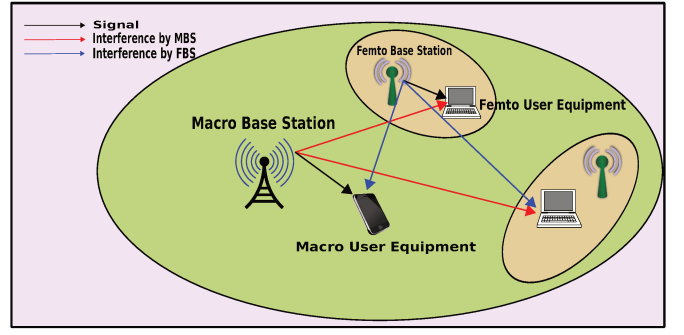 Signal
Interference by MBS
Interference by FBS
Femto Base Station
Femto User Equipment
Macro Base Station
Macro User Equipment